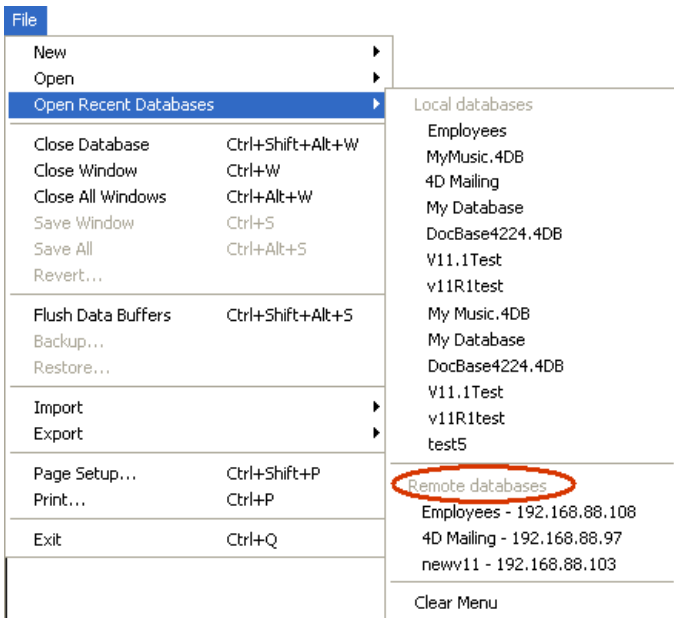 File
New
Open
Open Recent Databases
Close Database Ctrl+Shift+Alt+W
Close Window Ctrl+W
Close All Windows Ctrl+Alt+W
Save Window Ctrl+S
Save All Ctrl+Alt+S
Revert...
Flush Data Buffers Ctrl+Shift+Alt+S
Backup...
Restore...
Import
Export
Page Setup... Ctrl+Shift+P
Print... Ctrl+P
Exit Ctrl+Q
Local databases
Employees
MyMusic.4DB
4D Mailing
My Database
DocBase4224.4DB
V11.1Test
v11R1test
My Music.4DB
My Database
DocBase4224.4DB
V11.1Test
v11R1test
test5
Remote databases
Employees - 192.168.88.108
4D Mailing - 192.168.88.97
newv11 - 192.168.88.103
Clear Menu